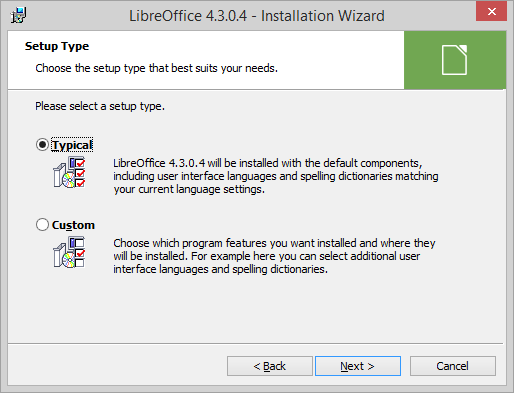 LibreOffice 4.3.0.4 - Installation Wizard
Setup Type
Choose the setup type that best suits your needs.
Please select a setup type.
Typical
LibreOffice 4.3.0.4 will be installed with the default components,
including user interface languages and spelling dictionaries matching
your current language settings.
Custom
Choose which program features you want installed and where they
will be installed. For example here you can select additional user
interface languages and spelling dictionaries.
< Back
Next >
Cancel